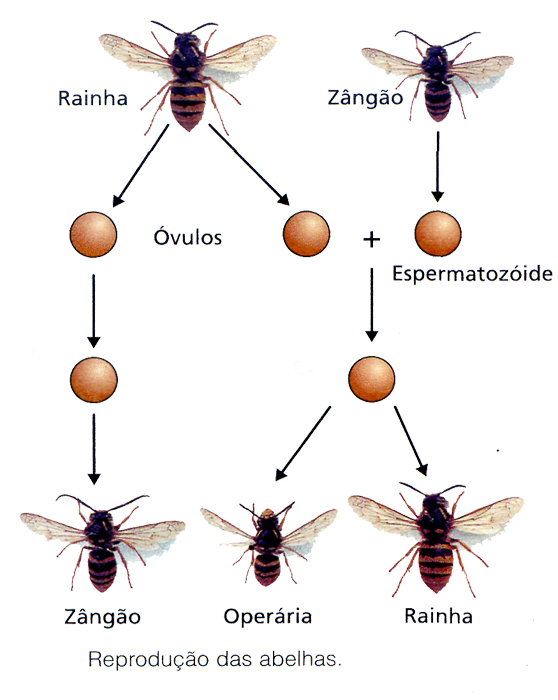 Rainha
Zângão
Óvulos
+
Espermatozóide
Zângão
Operária
Rainha
Reprodução das abelhas.